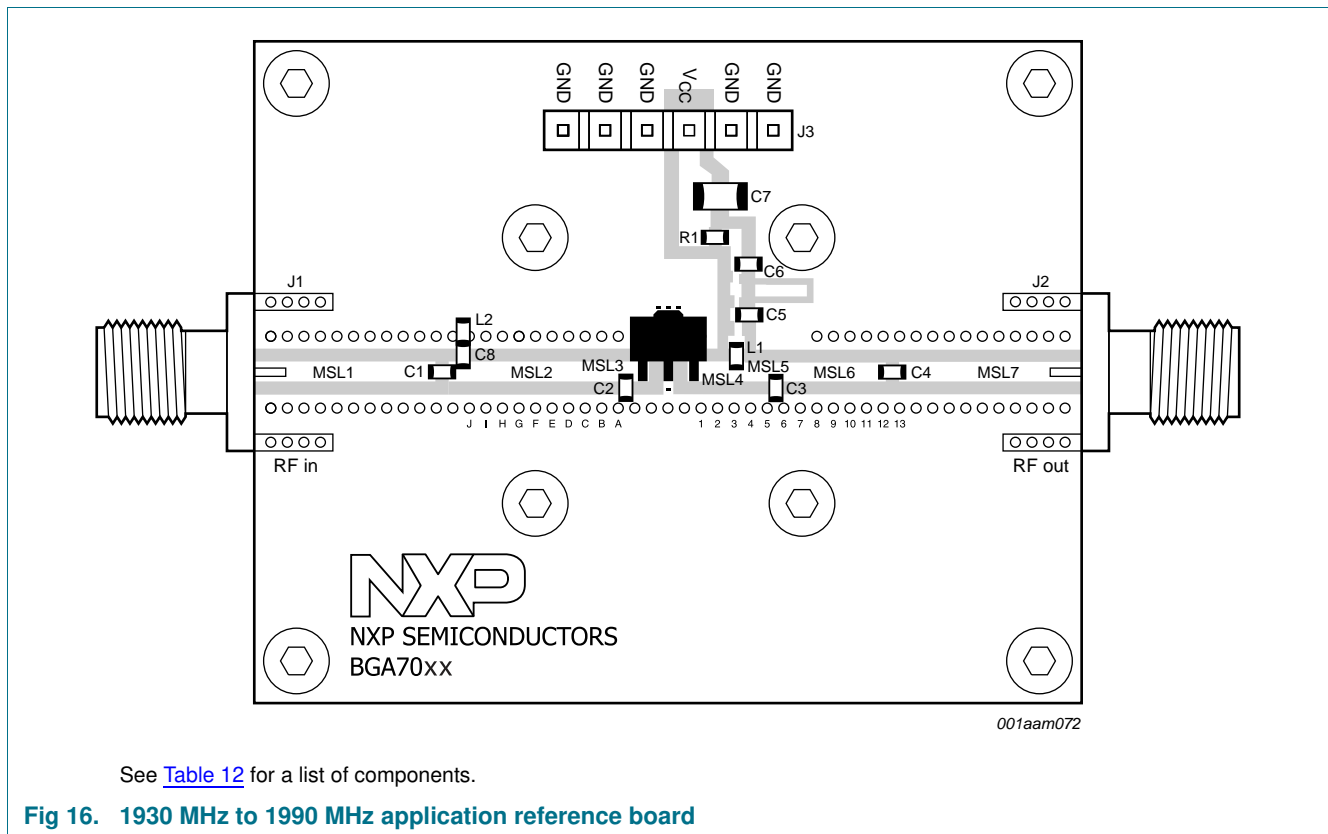 GND GND GND VCC GND GND
J3
C7
R1
C6
J1
J2
L2
C5
C8
L1
MSL1
C1
MSL2
MSL3
C2
MSL4
MSL5
C3
MSL6
C4
MSL7
J I H G F E D C B A 1 2 3 4 5 6 7 8 9 10 11 12 13
RF in
RF out
NXP
NXP SEMICONDUCTORS
BGA70xx
001aam072
See Table 12 for a list of components.
Fig 16. 1930 MHz to 1990 MHz application reference board